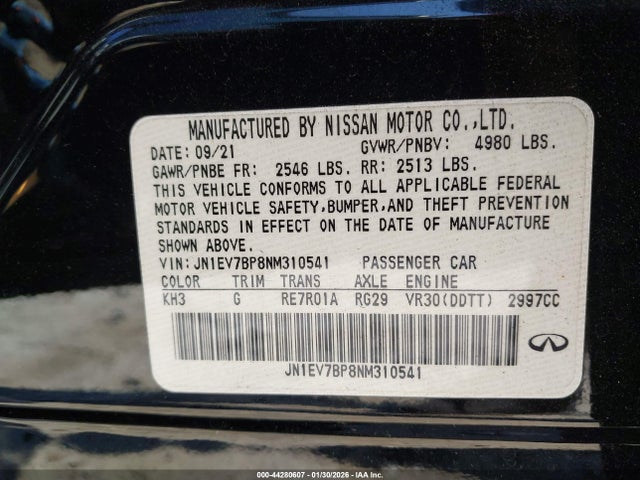 MANUFACTURED BY NISSAN MOTOR CO.,LTD.
DATE: 09/21 GVWR/PNBV: 4980 LBS.
GAWR/PNBE FR: 2546 LBS. RR: 2513 LBS.
THIS VEHICLE CONFORMS TO ALL APPLICABLE FEDERAL
MOTOR VEHICLE SAFETY,BUMPER,AND THEFT PREVENTION
STANDARDS IN EFFECT ON THE DATE OF MANUFACTURE
SHOWN ABOVE.
VIN: JN1EV7BP8NM310541 PASSENGER CAR
COLOR TRIM TRANS AXLE ENGINE
KH3 G RE7R01A RG29 VR30(DDTT) 2997CC
JN1EV7BP8NM310541
000-44280607 - 01/30/2026 - IAA Inc.